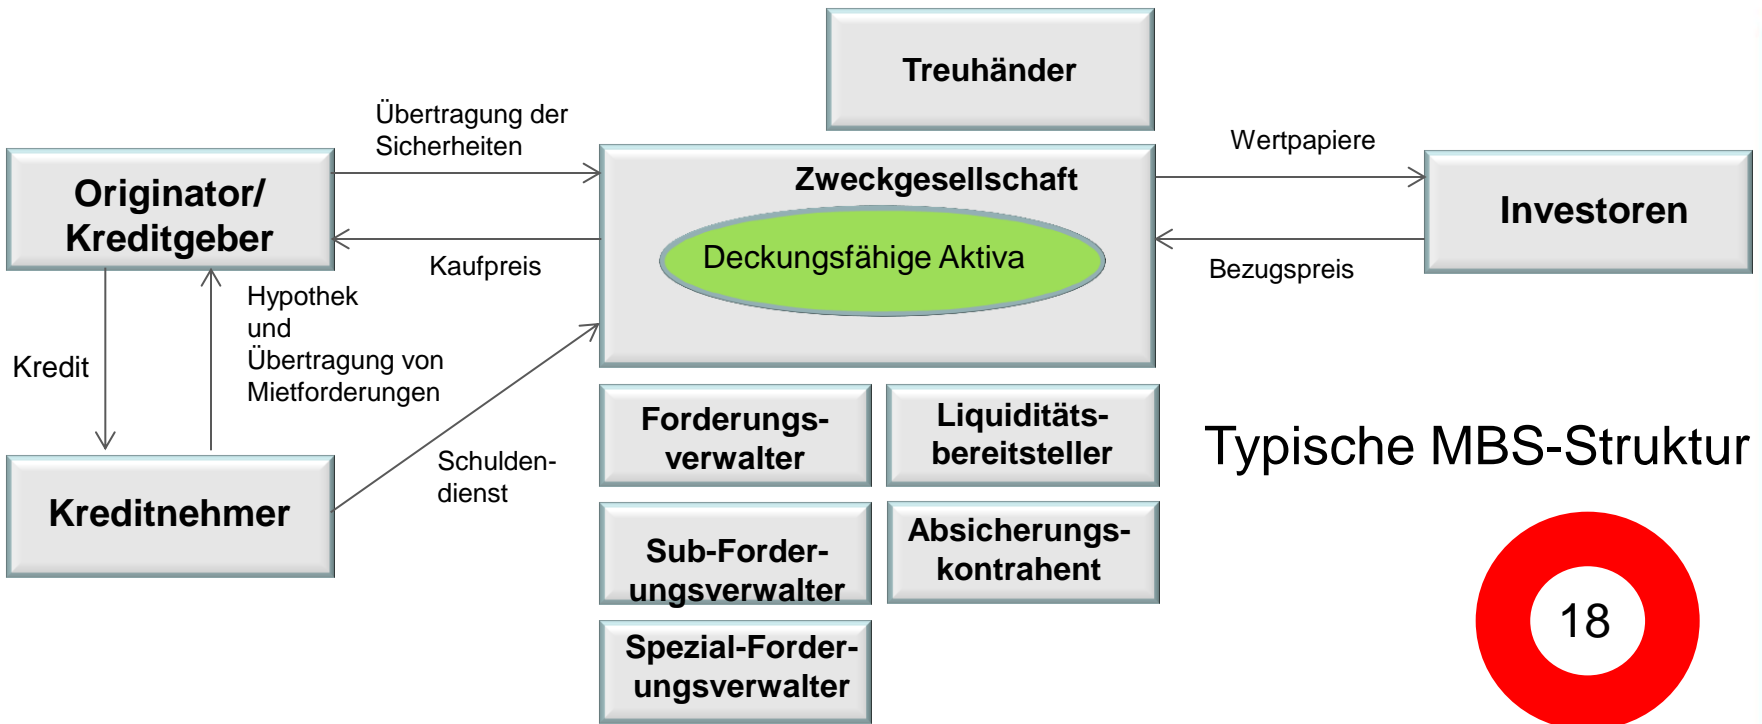 Treuhänder
Übertragung der
Sicherheiten
Wertpapiere
Originator/
Kreditgeber
Zweckgesellschaft
Deckungsfähige Aktiva
Investoren
Kaufpreis
Bezugspreis
Kredit
Hypothek
und
Übertragung von
Mietforderungen
Schulden-
dienst
Kreditnehmer
Forderungs-
verwalter
Liquiditäts-
bereitsteller
Sub-Forder-
ungsverwalter
Absicherungs-
kontrahent
Spezial-Forder-
ungsverwalter
Typische MBS-Struktur
18